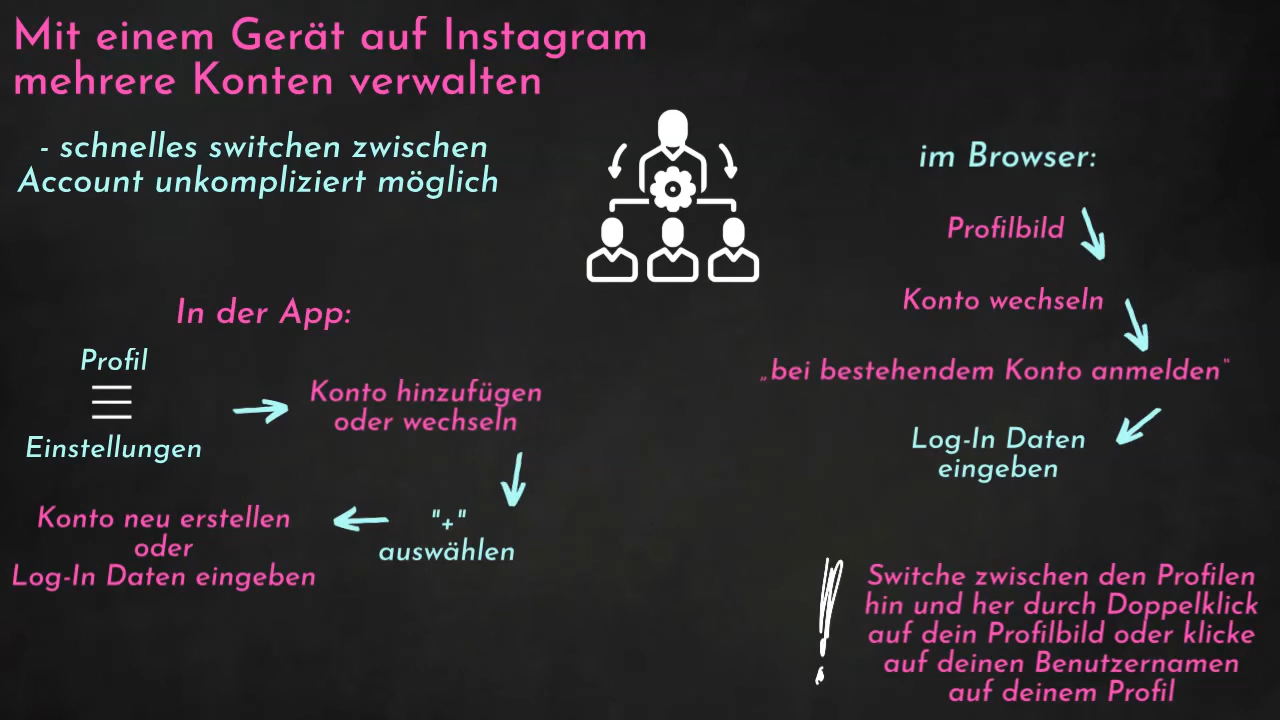 Mit einem Gerät auf Instagram
mehrere Konten verwalten
- schnelles switchen zwischen
Account unkompliziert möglich
In der App:
Profil
Einstellungen
Konto hinzufügen
oder wechseln
"+"
auswählen
Konto neu erstellen
oder
Log-In Daten eingeben
im Browser:
Profilbild
Konto wechseln
„bei bestehendem Konto anmelden“
Log-In Daten
eingeben
Switche zwischen den Profilen
hin und her durch Doppelklick
auf dein Profilbild oder klicke
auf deinen Benutzernamen
auf deinem Profil